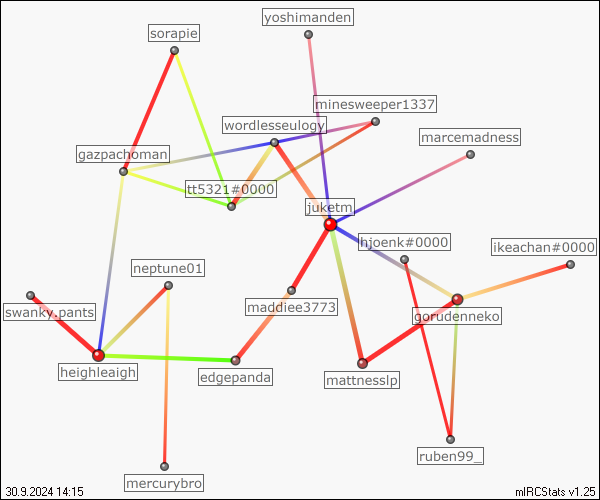 yoshimanden
sorapie
minesweeper1337
wordlesseulogy
marcemadness
gazpachoman
tt5321#0000
juketm
hjoenk#0000
ikeachan#0000
neptune01
swanky.pants
maddiee3773
gorudenneko
heighleaigh
edgepanda
mattnesslp
ruben99_
mercurybro
30.9.2024 14:15
mIRCStats v1.25